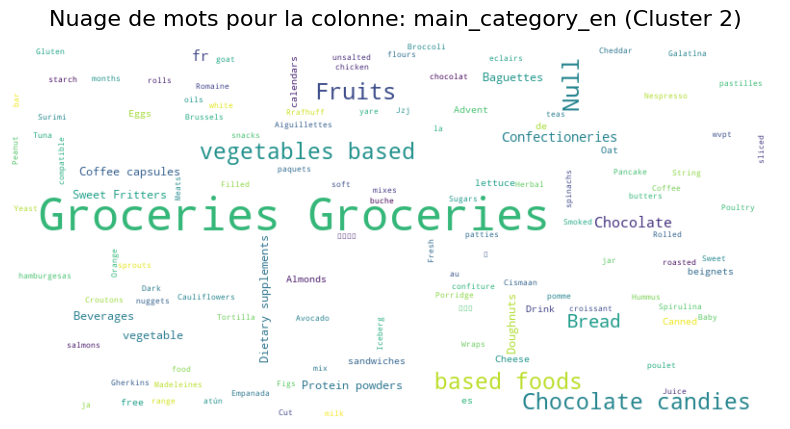 Nuage de mots pour la colonne: main_category_en (Cluster 2)
Gluten
fr
goat
unsalted
chicken
flours
Broccoli
eclairs
Cheddar
Galatlna
starch
months
rolls
Romaine
calendars
Fruits
chocolat
Baguettes
Null
Nespresso
pastilles
bar
oils
white
Rrafhuff
yare
Jzj
Advent
Surimi
Eggs
Brussels
Aiguillettes
teas
Tuna
snacks
vegetables based
la
de
Confectioneries
wvpt
sliced
Peanut
compatible
Coffee capsules
paquets
Oat
Sweet Fritters
Meats
Filled
soft
mixes
lettuce
Herbal
spinachs
Pancake
String
Coffee
butters
Yeast
Groceries Groceries
buche
Sugars
Smoked
Chocolate
Poultry
Rolled
Orange
sprouts
Fresh
patties
roasted
Sweet
beignets
hamburgesas
Dark
nuggets
Cauliflowers
Dietary supplements
Almonds
au
confiture
Cismaan
jar
Croutons
Porridge
pomme
Hummus
Spirulina
Beverages
Tortilla
Avocado
Iceberg
Doughnuts
Drink
croissant
Bread
Canned
Baby
vegetable
salmons
Wraps
Cheese
food
mix
sandwiches
poulet
Gherkins
Madeleines
Figs
Protein powders
based foods
Empanada
ja
free
range
atún
Cut
milk
es
Juice
Chocolate candies